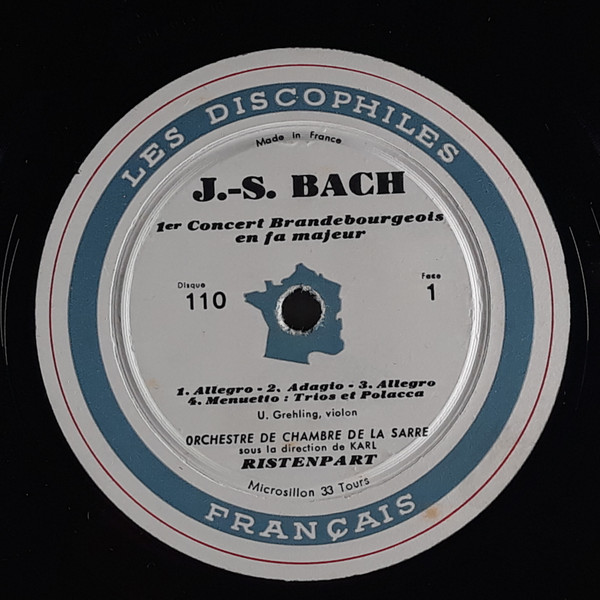 LES DISCOPHILES
Made in France
J.-S. BACH
1er Concert Brandebourgeois
en fa majeur
Disque
110
Face
1
1. Allegro - 2. Adagio - 3. Allegro
4. Menuetto : Trios et Polacca
U. Grehling, violon
ORCHESTRE DE CHAMBRE DE LA SARRE
sous la direction de KARL
RISTENPART
Microsillon 33 Tours
FRANÇAIS